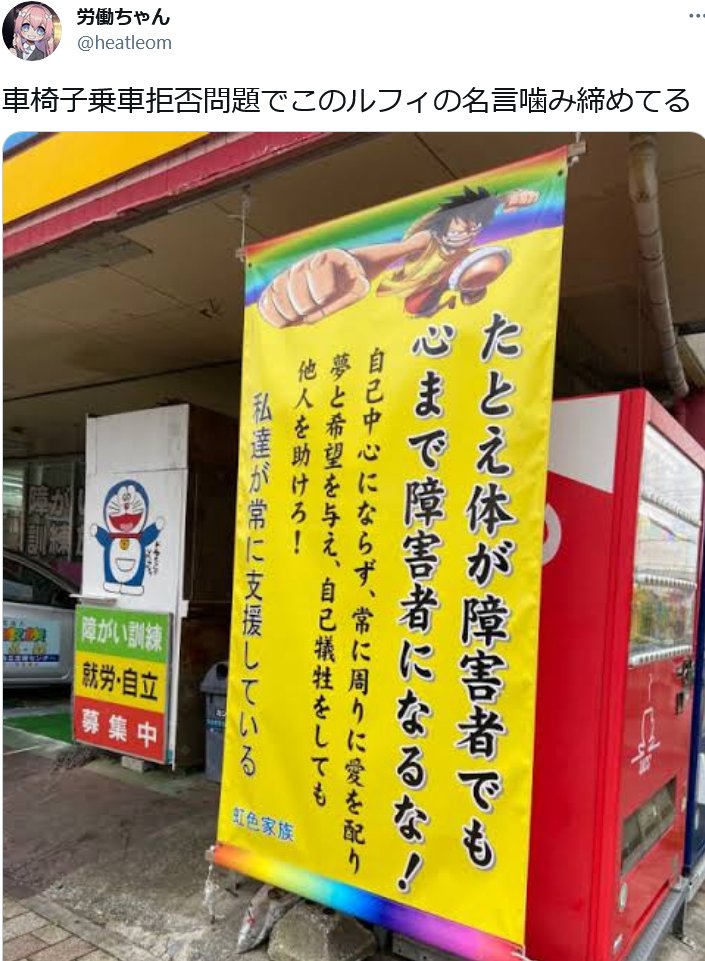 労働ちゃん
@heatleom
車椅子乗車拒否問題でこのルフィの名言噛み締めてる
たとえ体が障害者でも
心まで障害者になるな！
自己中心にならず、常に周りに愛を配り
夢と希望を与え、自己犠牲をしても
他人を助けろ！
私達が常に支援している
虹色家族
障がい訓練
就労・自立
募集中